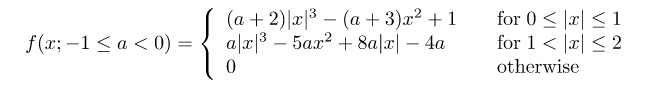 (a + 2)|x|³ − (a + 3)x² + 1 for 0 ≤ |x| ≤ 1
f(x; −1 ≤ a < 0) = { a|x|³ − 5ax² + 8a|x| − 4a for 1 < |x| ≤ 2
0 otherwise